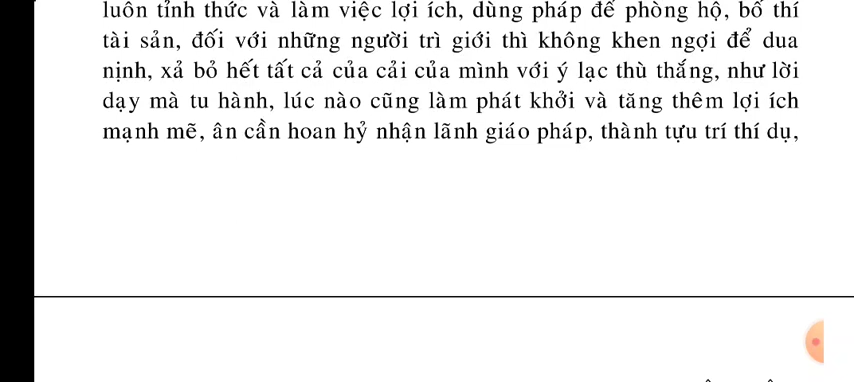 luôn tỉnh thức và làm việc lợi ích, dùng pháp để phòng hộ, bố thí
tài sản, đối với những người trì giới thì không khen ngợi để dua
nịnh, xả bỏ hết tất cả của cải của mình với ý lạc thù thắng, như lời
dạy mà tu hành, lúc nào cũng làm phát khởi và tăng thêm lợi ích
mạnh mẽ, ân cần hoan hỷ nhận lãnh giáo pháp, thành tựu trí thí dụ,